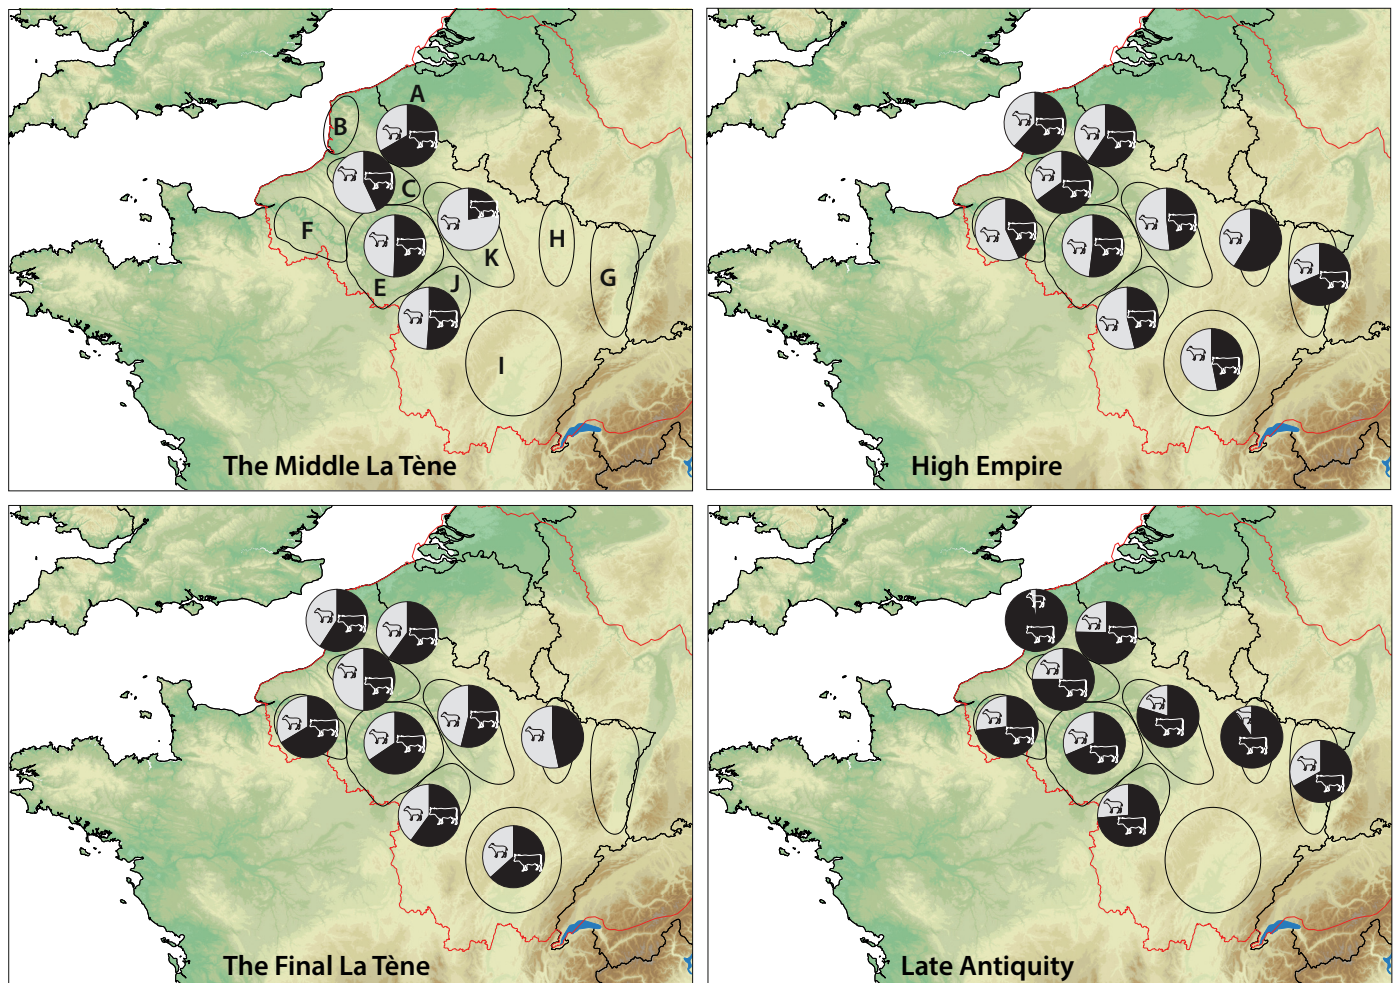 A
B
C
F
H
K
G
J
E
I
The Middle La Tène
High Empire
The Final La Tène
Late Antiquity